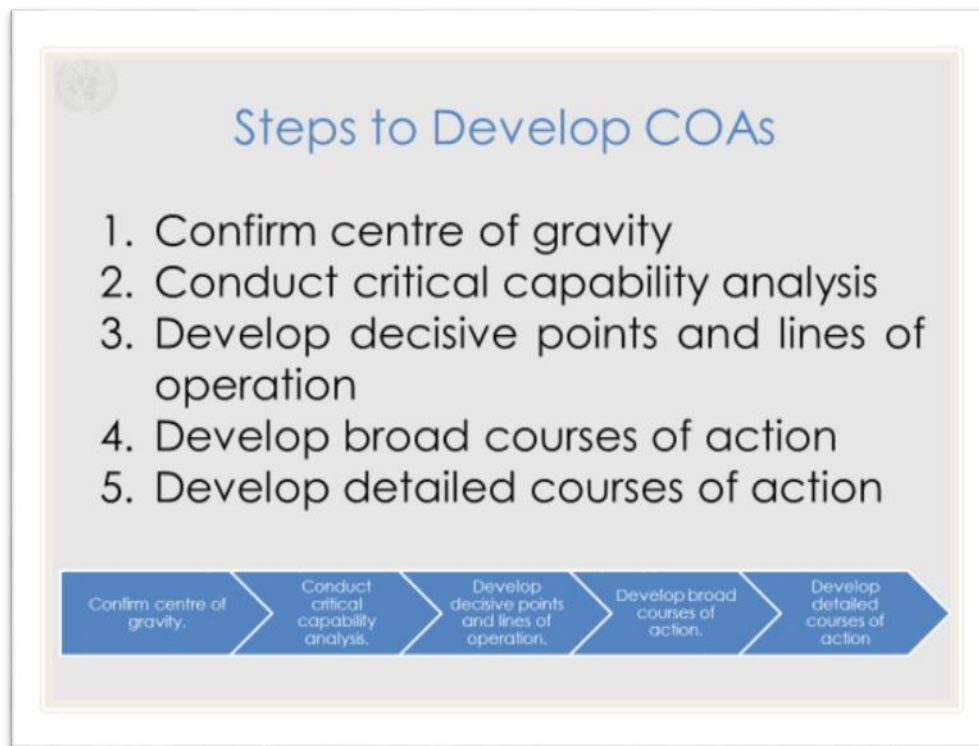 Steps to Develop COAs
1. Confirm centre of gravity
2. Conduct critical capability analysis
3. Develop decisive points and lines of
operation
4. Develop broad courses of action
5. Develop detailed courses of action
Confirm centre of
gravity.
Conduct
critical
capability
analysis.
Develop
decisive points
and lines of
operation.
Develop broad
courses of
action.
Develop
detailed
courses of
action